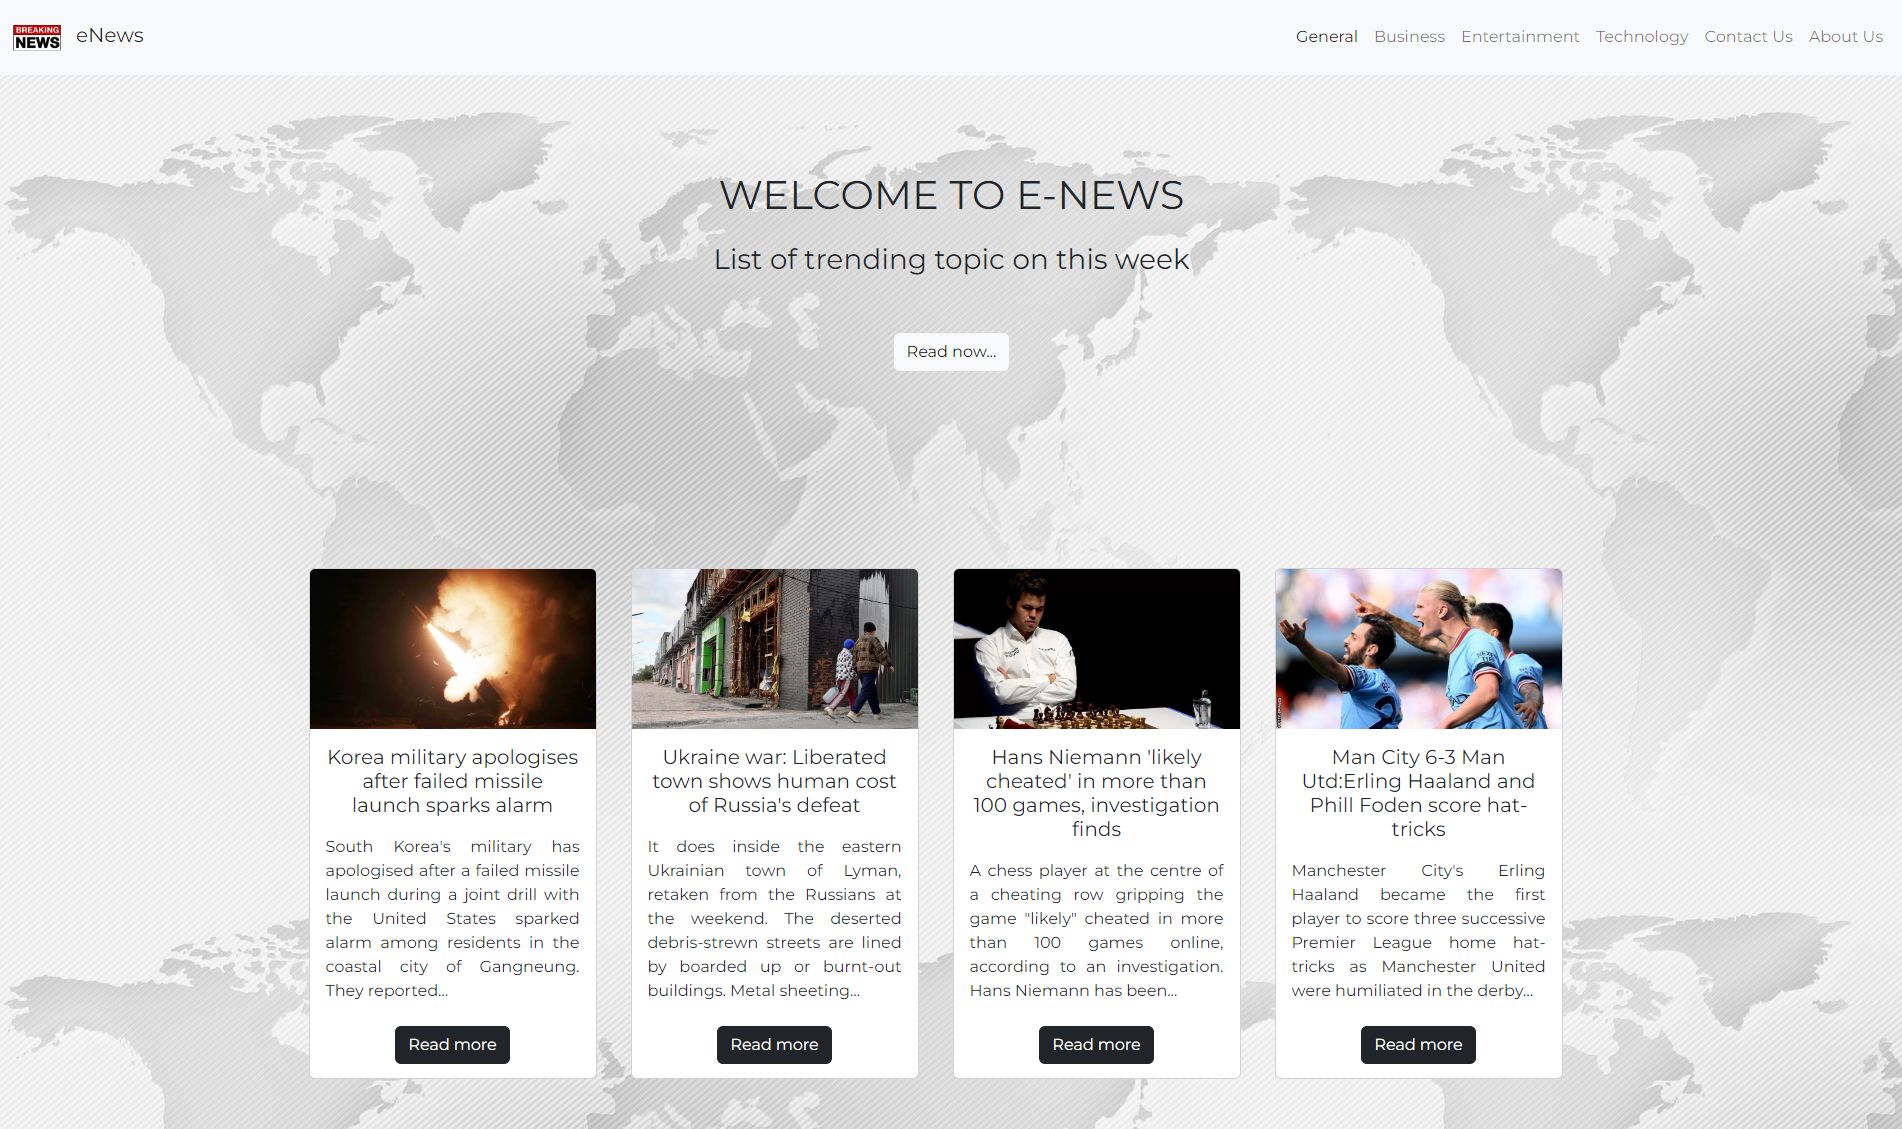 BREAKING
NEWS
eNews
General
Business
Entertainment
Technology
Contact Us
About Us
WELCOME TO E-NEWS
List of trending topic on this week
Read now...
Korea military apologises
after failed missile
launch sparks alarm
South Korea's military has
apologised after a failed missile
launch during a joint drill with
the United States sparked
alarm among residents in the
coastal city of Gangneung.
They reported...
Read more
Ukraine war: Liberated
town shows human cost
of Russia's defeat
It does inside the eastern
Ukrainian town of Lyman,
retaken from the Russians at
the weekend. The deserted
debris-strewn streets are lined
by boarded up or burnt-out
buildings. Metal sheeting...
Read more
Hans Niemann 'likely
cheated' in more than
100 games, investigation
finds
A chess player at the centre of
a cheating row gripping the
game "likely" cheated in more
than 100 games online,
according to an investigation.
Hans Niemann has been...
Read more
NEXEN
TIRE
2
Man City 6-3 Man
Utd:Erling Haaland and
Phill Foden score hat-
tricks
Manchester City's Erling
Haaland became the first
player to score three successive
Premier League home hat-
tricks as Manchester United
were humiliated in the derby...
Read more